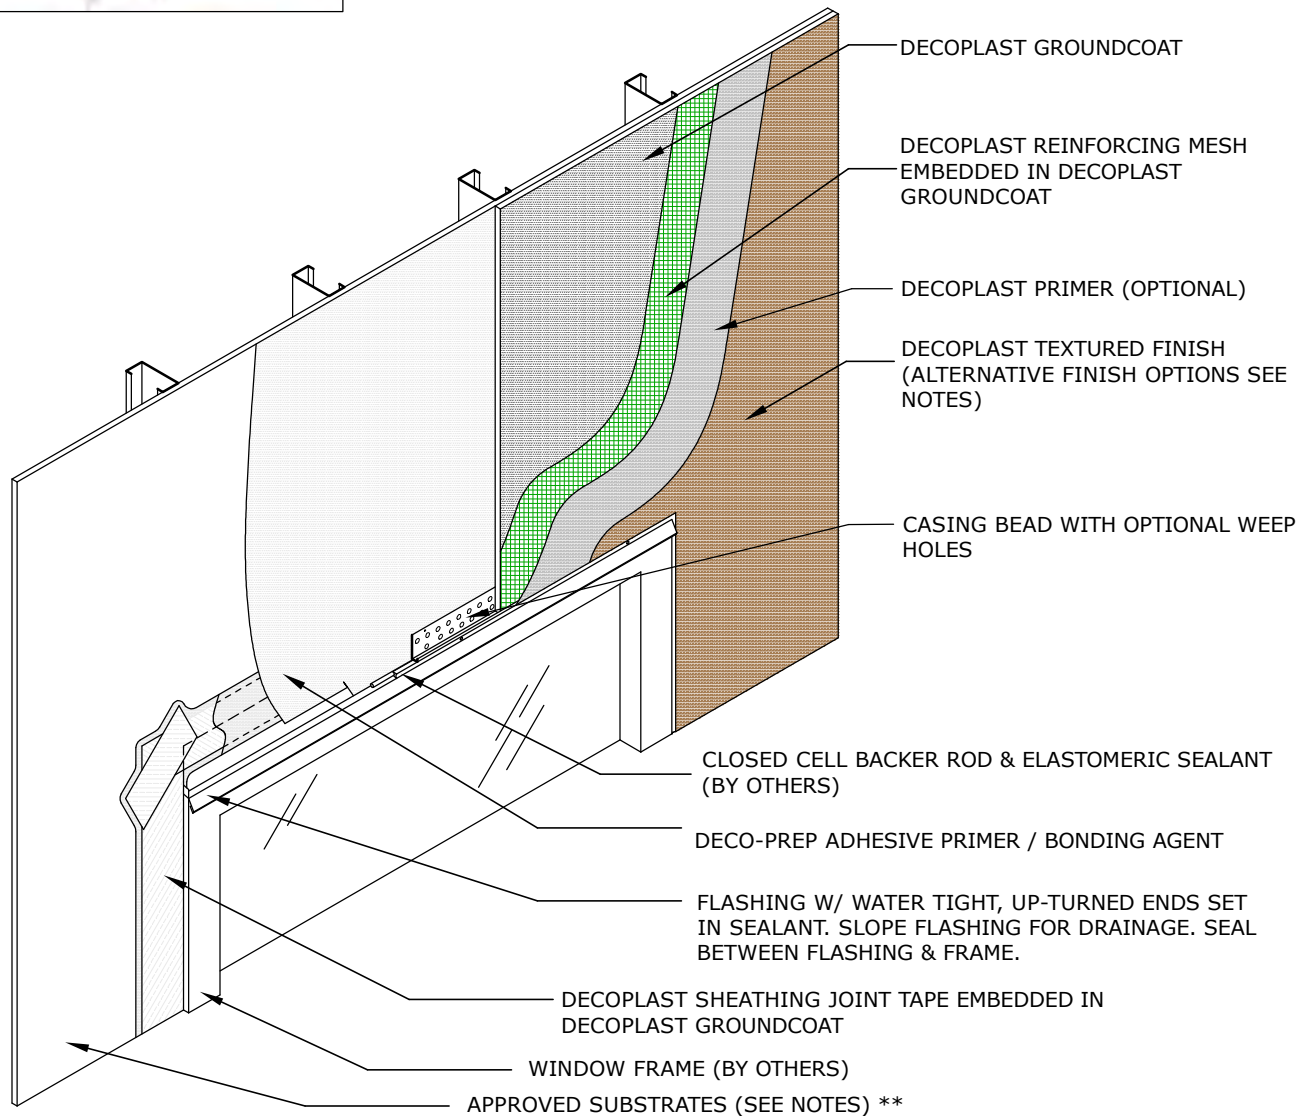 DECOPLAST GROUNDCOAT
DECOPLAST REINFORCING MESH
EMBEDDED IN DECOPLAST
GROUNDCOAT
DECOPLAST PRIMER (OPTIONAL)
DECOPLAST TEXTURED FINISH
(ALTERNATIVE FINISH OPTIONS SEE
NOTES)
CASING BEAD WITH OPTIONAL WEEP
HOLES
CLOSED CELL BACKER ROD & ELASTOMERIC SEALANT
(BY OTHERS)
DECO-PREP ADHESIVE PRIMER / BONDING AGENT
FLASHING W/ WATER TIGHT, UP-TURNED ENDS SET
IN SEALANT. SLOPE FLASHING FOR DRAINAGE. SEAL
BETWEEN FLASHING & FRAME.
DECOPLAST SHEATHING JOINT TAPE EMBEDDED IN
DECOPLAST GROUNDCOAT
WINDOW FRAME (BY OTHERS)
APPROVED SUBSTRATES (SEE NOTES) **